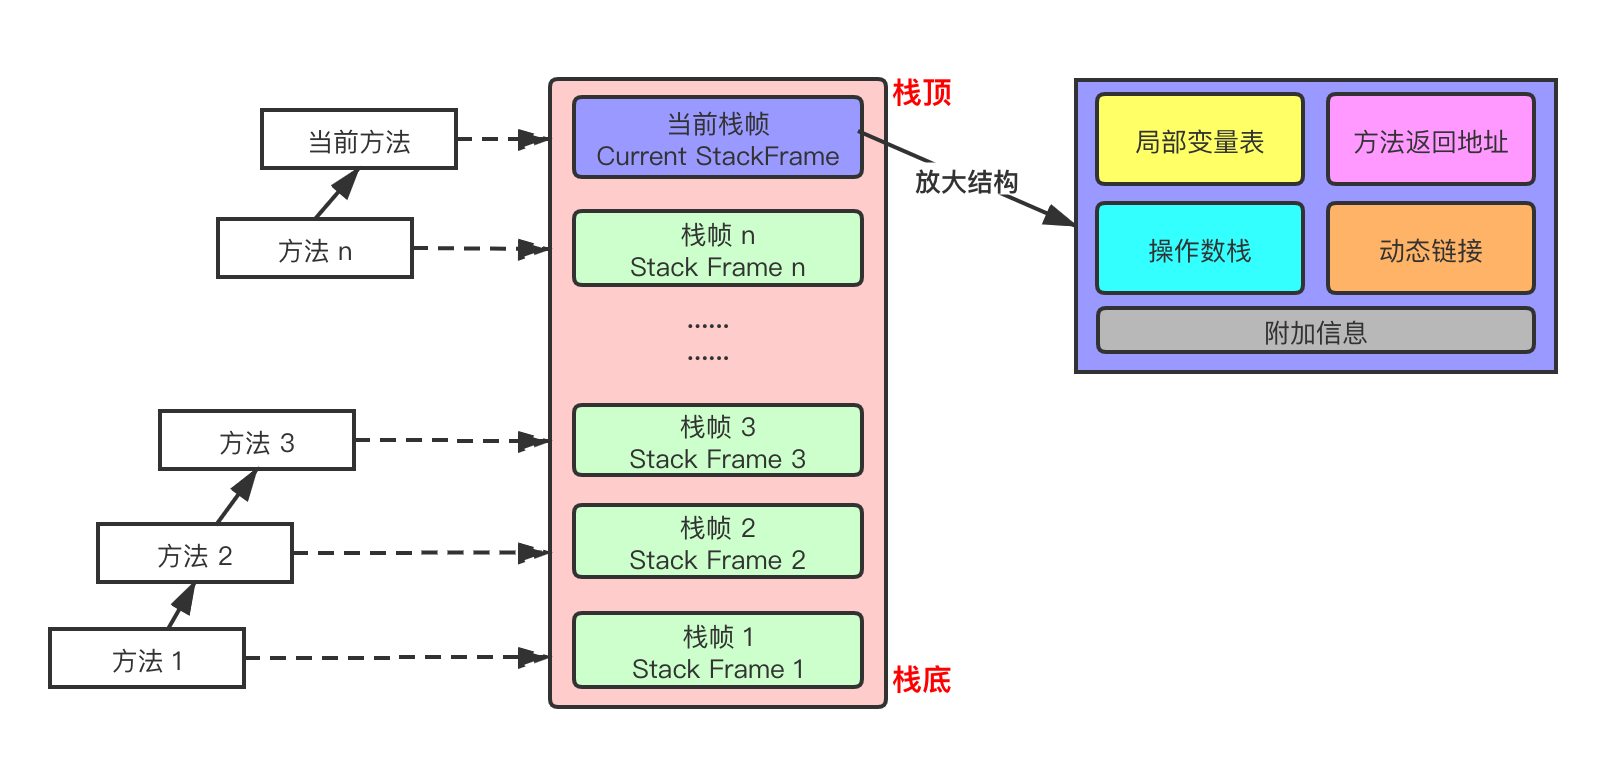 栈顶
当前方法
当前栈帧
Current StackFrame
局部变量表
方法返回地址
放大结构
方法 n
栈帧 n
Stack Frame n
操作数栈
动态链接
......
......
附加信息
方法 3
栈帧 3
Stack Frame 3
方法 2
栈帧 2
Stack Frame 2
方法 1
栈帧 1
Stack Frame 1
栈底